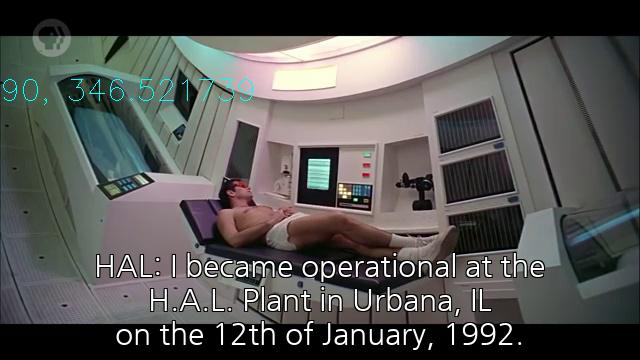 90, 346.521739
HAL: I became operational at the
H.A.L. Plant in Urbana, IL
on the 12th of January, 1992.